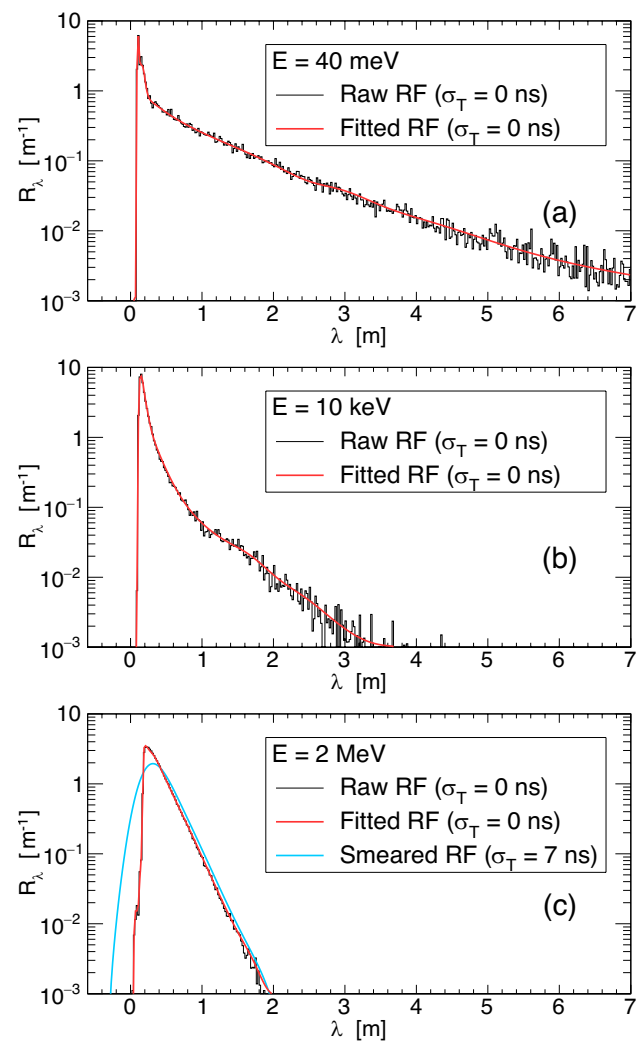 10
1
10⁻¹
10⁻²
10⁻³
R_λ [m⁻¹]
E = 40 meV
Raw RF (σ_T = 0 ns)
Fitted RF (σ_T = 0 ns)
(a)
0 1 2 3 4 5 6 7
λ [m]
10
1
10⁻¹
10⁻²
10⁻³
R_λ [m⁻¹]
E = 10 keV
Raw RF (σ_T = 0 ns)
Fitted RF (σ_T = 0 ns)
(b)
0 1 2 3 4 5 6 7
λ [m]
10
1
10⁻¹
10⁻²
10⁻³
R_λ [m⁻¹]
E = 2 MeV
Raw RF (σ_T = 0 ns)
Fitted RF (σ_T = 0 ns)
Smeared RF (σ_T = 7 ns)
(c)
0 1 2 3 4 5 6 7
λ [m]